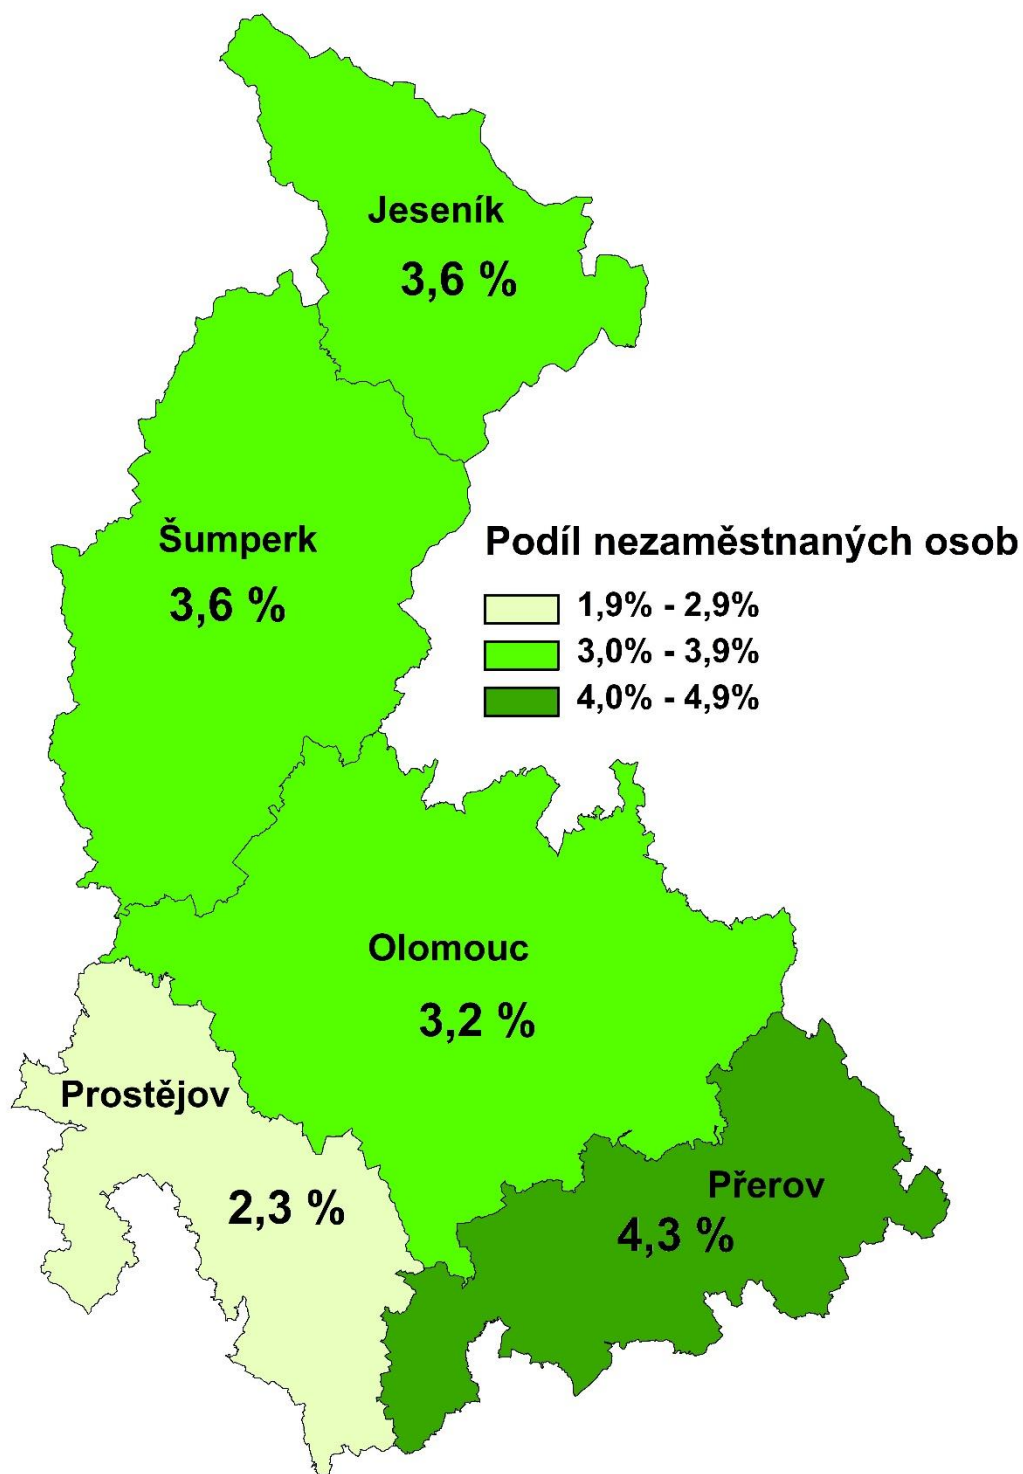 Jeseník
3,6 %
Šumperk
3,6 %
Podíl nezaměstnaných osob
1,9% - 2,9%
3,0% - 3,9%
4,0% - 4,9%
Olomouc
3,2 %
Prostějov
2,3 %
Přerov
4,3 %